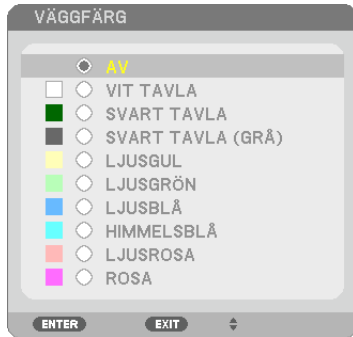 VÄGGFÄRG
AV
VIT TAVLA
SVART TAVLA
SVART TAVLA (GRÅ)
LJUSGUL
LJUSGRÖN
LJUSBLÅ
HIMMELSBLÅ
LJUSROSA
ROSA
ENTER EXIT